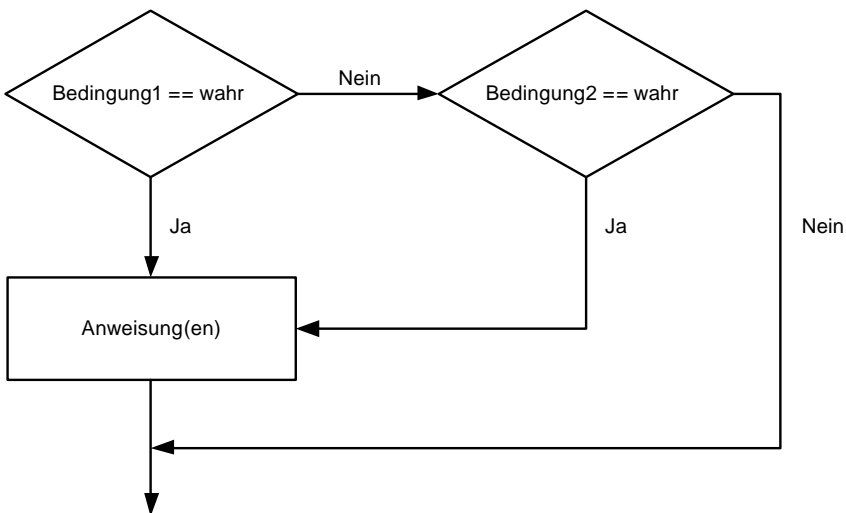 Bedingung1 == wahr
Nein
Bedingung2 == wahr
Ja
Ja
Nein
Anweisung(en)